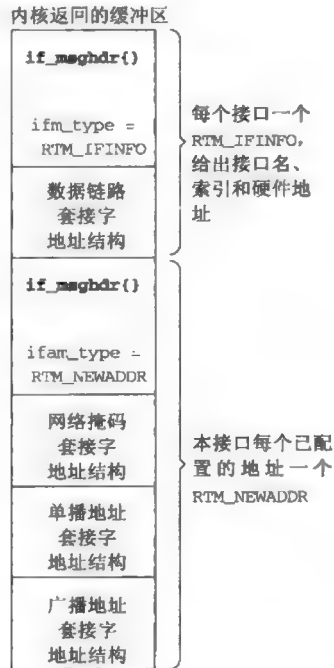 内核返回的缓冲区
if_msghdr{}
ifm_type =
RTM_IFINFO
数据链路
套接字
地址结构
每个接口一个
RTM_IFINFO,
给出接口名、
索引和硬件地
址
if_msghdr{}
ifam_type =
RTM_NEWADDR
网络掩码
套接字
地址结构
单播地址
套接字
地址结构
广播地址
套接字
地址结构
本接口每个已配
置的地址一个
RTM_NEWADDR